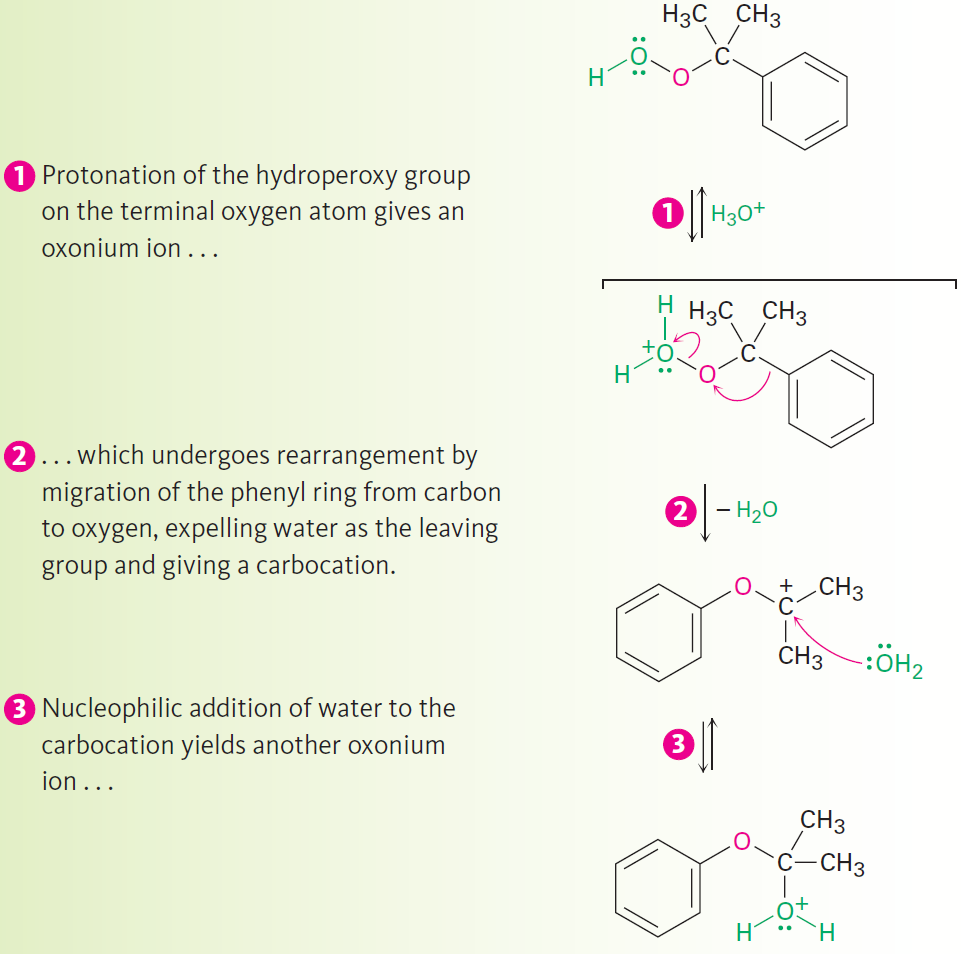 H₃C CH₃
H O O C
1 Protonation of the hydroperoxy group
on the terminal oxygen atom gives an
oxonium ion . . .
1 H₃O⁺
H H₃C CH₃
H ⁺O O C
2 . . . which undergoes rearrangement by
migration of the phenyl ring from carbon
to oxygen, expelling water as the leaving
group and giving a carbocation.
2 – H₂O
O C⁺ CH₃
CH₃ :OH₂
3 Nucleophilic addition of water to the
carbocation yields another oxonium
ion . . .
3
CH₃
O C—CH₃
H O⁺ H